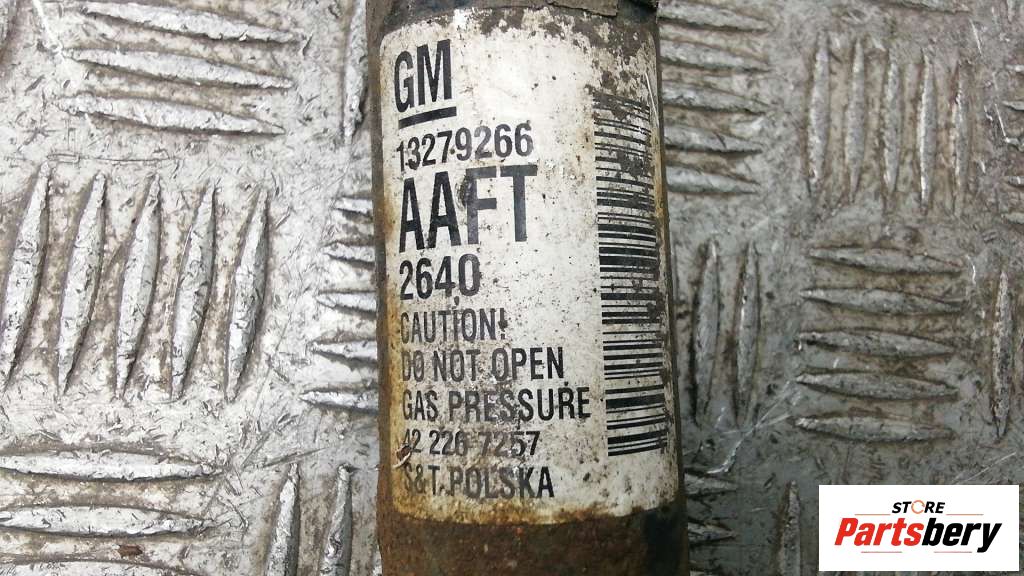 GM
13279266
AAFT
2640
CAUTION!
DO NOT OPEN
GAS PRESSURE
42 226 7257
S&T POLSKA
STORE
Partsbery